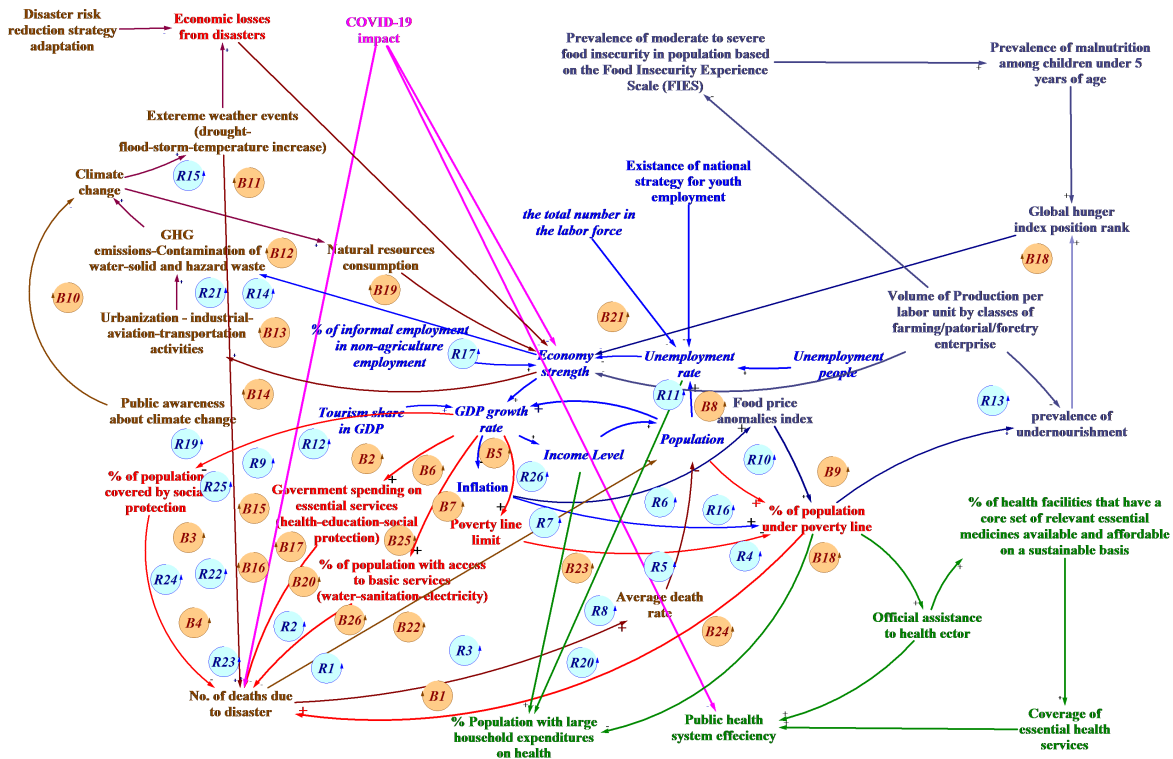 Disaster risk
reduction strategy
adaptation
Economic losses
from disasters
COVID-19
impact
Prevalence of moderate to severe
food insecurity in population based
on the Food Insecurity Experience
Scale (FIES)
Prevalence of malnutrition
among children under 5
years of age
Extereme weather events
(drought-
flood-storm-temperature increase)
R15
B11
Climate
change
Existance of national
strategy for youth
employment
the total number in
the labor force
Global hunger
index position rank
GHG
emissions-Contamination of
water-solid and hazard waste
B12
Natural resources
consumption
B18
B10
R21
R14
B19
Volume of Production per
labor unit by classes of
farming/patorial/foretry
enterprise
Urbanization - industrial-
aviation-transportation
activities
B13
B21
% of informal employment
in non-agriculture
employment
R17
Economy
strength
Unemployment
rate
Unemployment
people
R11
B14
B8
Food price
anomalies index
R13
Public awareness
about climate change
Tourism share
in GDP
GDP growth
rate
Population
prevalence of
undernourishment
R19
R12
R9
B2
B6
B5
Income Level
R10
B9
% of population
covered by social
protection
R25
Government spending on
essential services
(health-education-social
protection)
Inflation
R26
B7
Poverty line
limit
R7
R6
R16
% of population
under poverty line
% of health facilities that have a
core set of relevant essential
medicines available and affordable
on a sustainable basis
B15
B3
B17
B25
R4
B18
R24
R22
B16
B20
% of population with access
to basic services
(water-sanitation-electricity)
B23
R5
Average death
rate
R8
Official assistance
to health ector
B4
R2
B26
B22
B24
R23
R1
R3
R20
No. of deaths due
to disaster
B1
% Population with large
household expenditures
on health
Public health
system effeciency
Coverage of
essential health
services